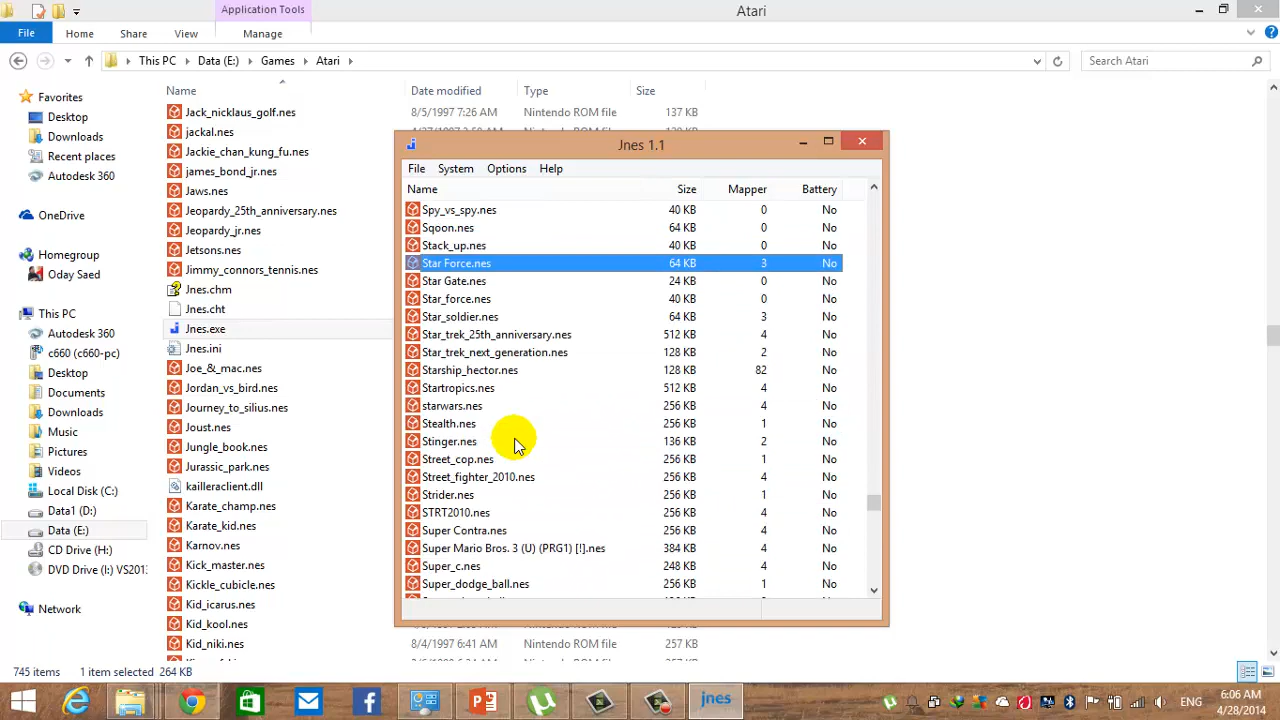 Application Tools
Atari
File Home Share View Manage
This PC Data (E:) Games Atari
Search Atari
Name Date modified Type Size
Favorites
Desktop
Downloads
Recent places
Autodesk 360
OneDrive
Homegroup
Oday Saed
This PC
Autodesk 360
c660 (c660-pc)
Desktop
Documents
Downloads
Music
Pictures
Videos
Local Disk (C:)
Data1 (D:)
Data (E:)
CD Drive (H:)
DVD Drive (I:) VS201
Network
Jack_nicklaus_golf.nes 8/5/1997 7:26 AM Nintendo ROM file 137 KB
jackal.nes
Jackie_chan_kung_fu.nes
james_bond_jr.nes
Jaws.nes
Jeopardy_25th_anniversary.nes
Jeopardy_jr.nes
Jetsons.nes
Jimmy_connors_tennis.nes
Jnes.chm
Jnes.cht
Jnes.exe
Jnes.ini
Joe_&_mac.nes
Jordan_vs_bird.nes
Journey_to_silius.nes
Joust.nes
Jungle_book.nes
Jurassic_park.nes
kailleraclient.dll
Karate_champ.nes
Karate_kid.nes
Karnov.nes
Kick_master.nes
Kickle_cubicle.nes
Kid_icarus.nes
Kid_kool.nes
Kid_niki.nes 8/4/1997 6:41 AM Nintendo ROM file 257 KB
Jnes 1.1
File System Options Help
Name Size Mapper Battery
Spy_vs_spy.nes 40 KB 0 No
Sqoon.nes 64 KB 0 No
Stack_up.nes 40 KB 0 No
Star Force.nes 64 KB 3 No
Star Gate.nes 24 KB 0 No
Star_force.nes 40 KB 0 No
Star_soldier.nes 64 KB 3 No
Star_trek_25th_anniversary.nes 512 KB 4 No
Star_trek_next_generation.nes 128 KB 2 No
Starship_hector.nes 128 KB 82 No
Startropics.nes 512 KB 4 No
starwars.nes 256 KB 4 No
Stealth.nes 256 KB 1 No
Stinger.nes 136 KB 2 No
Street_cop.nes 256 KB 1 No
Street_fighter_2010.nes 256 KB 4 No
Strider.nes 256 KB 1 No
STRT2010.nes 256 KB 4 No
Super Contra.nes 256 KB 4 No
Super Mario Bros. 3 (U) (PRG1) [!].nes 384 KB 4 No
Super_c.nes 248 KB 4 No
Super_dodge_ball.nes 256 KB 1 No
745 items 1 item selected 264 KB
jnes
ENG
6:06 AM
4/28/2014